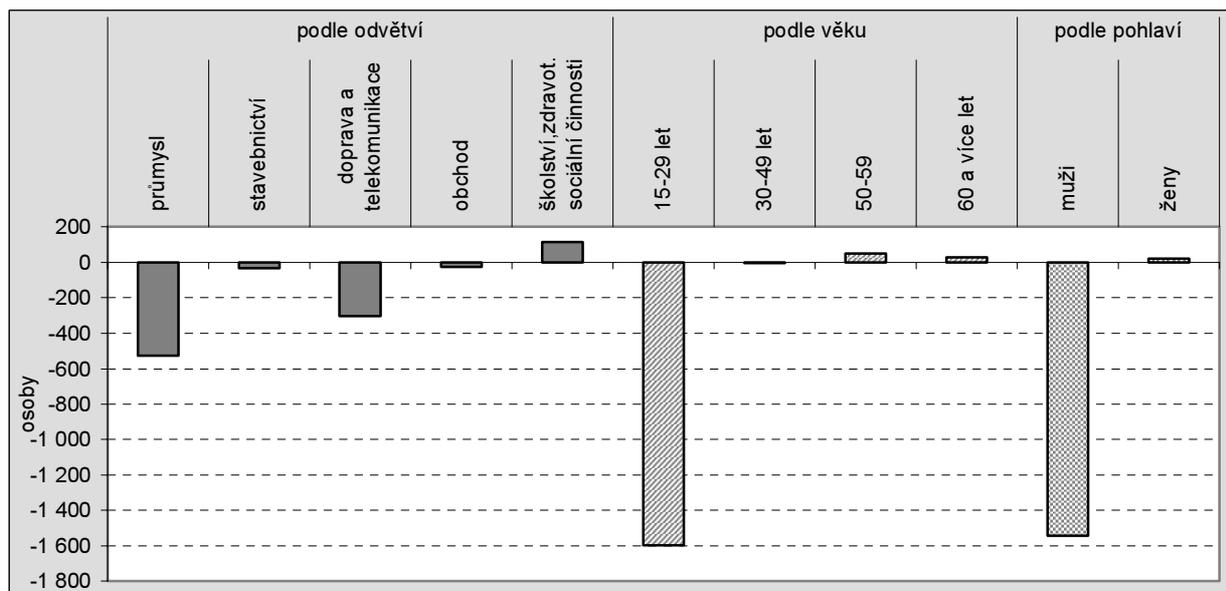 podle odvětví
podle věku
podle pohlaví
průmysl
stavebnictví
doprava a
telekomunikace
obchod
školství,zdravot.
sociální činnosti
15-29 let
30-49 let
50-59
60 a více let
muži
ženy
200
0
-200
-400
-600
-800
-1 000
-1 200
-1 400
-1 600
-1 800
osoby